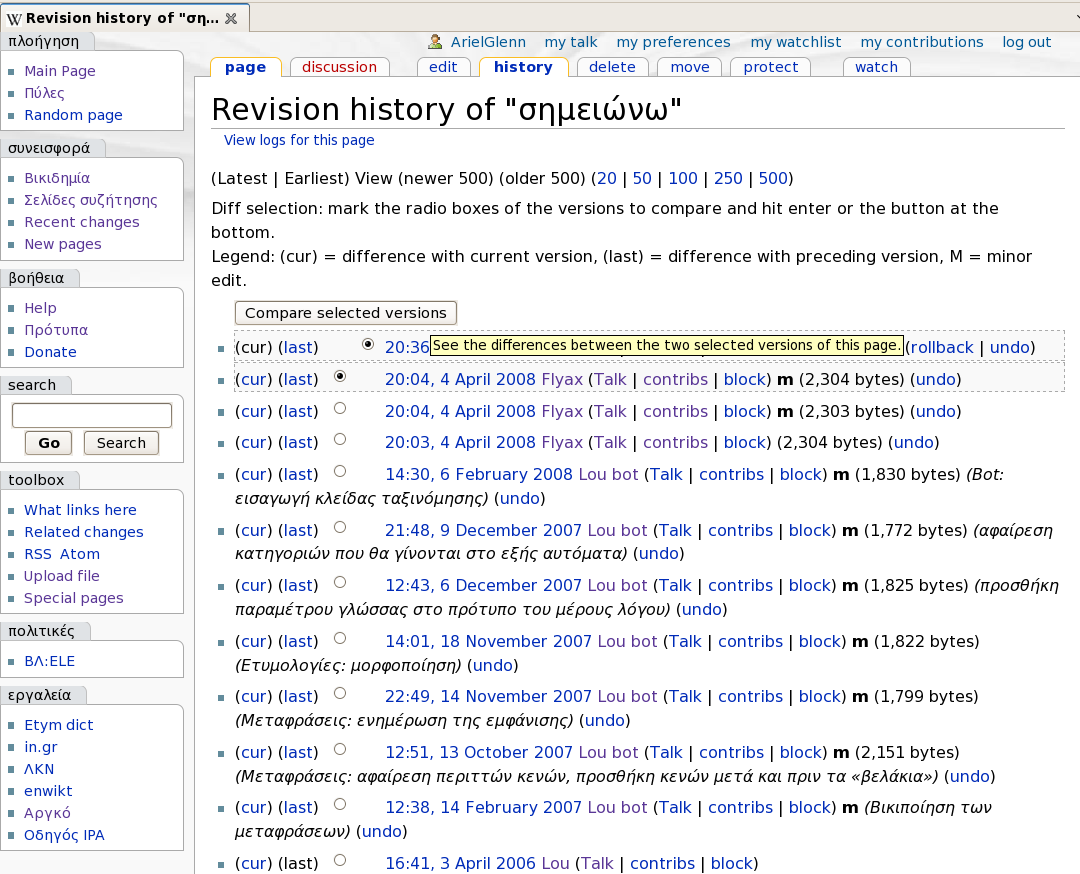 Revision history of "ση...
πλοήγηση
Main Page
Πύλες
Random page
συνεισφορά
Βικιδημία
Σελίδες συζήτησης
Recent changes
New pages
βοήθεια
Help
Πρότυπα
Donate
search
Go Search
toolbox
What links here
Related changes
RSS Atom
Upload file
Special pages
πολιτικές
ΒΛ:ELE
εργαλεία
Etym dict
in.gr
ΛΚΝ
enwikt
Αργκό
Οδηγός IPA
ArielGlenn my talk my preferences my watchlist my contributions log out
page discussion edit history delete move protect watch
Revision history of "σημειώνω"
View logs for this page
(Latest | Earliest) View (newer 500) (older 500) (20 | 50 | 100 | 250 | 500)
Diff selection: mark the radio boxes of the versions to compare and hit enter or the button at the
bottom.
Legend: (cur) = difference with current version, (last) = difference with preceding version, M = minor
edit.
Compare selected versions
(cur) (last) 20:36 See the differences between the two selected versions of this page. (rollback | undo)
(cur) (last) 20:04, 4 April 2008 Flyax (Talk | contribs | block) m (2,304 bytes) (undo)
(cur) (last) 20:04, 4 April 2008 Flyax (Talk | contribs | block) m (2,303 bytes) (undo)
(cur) (last) 20:03, 4 April 2008 Flyax (Talk | contribs | block) (2,304 bytes) (undo)
(cur) (last) 14:30, 6 February 2008 Lou bot (Talk | contribs | block) m (1,830 bytes) (Bot:
εισαγωγή κλείδας ταξινόμησης) (undo)
(cur) (last) 21:48, 9 December 2007 Lou bot (Talk | contribs | block) m (1,772 bytes) (αφαίρεση
κατηγοριών που θα γίνονται στο εξής αυτόματα) (undo)
(cur) (last) 12:43, 6 December 2007 Lou bot (Talk | contribs | block) m (1,825 bytes) (προσθήκη
παραμέτρου γλώσσας στο πρότυπο του μέρους λόγου) (undo)
(cur) (last) 14:01, 18 November 2007 Lou bot (Talk | contribs | block) m (1,822 bytes)
(Ετυμολογίες: μορφοποίηση) (undo)
(cur) (last) 22:49, 14 November 2007 Lou bot (Talk | contribs | block) m (1,799 bytes)
(Μεταφράσεις: ενημέρωση της εμφάνισης) (undo)
(cur) (last) 12:51, 13 October 2007 Lou bot (Talk | contribs | block) m (2,151 bytes)
(Μεταφράσεις: αφαίρεση περιττών κενών, προσθήκη κενών μετά και πριν τα «βελάκια») (undo)
(cur) (last) 12:38, 14 February 2007 Lou bot (Talk | contribs | block) m (Βικιποίηση των
μεταφράσεων) (undo)
(cur) (last) 16:41, 3 April 2006 Lou (Talk | contribs | block)